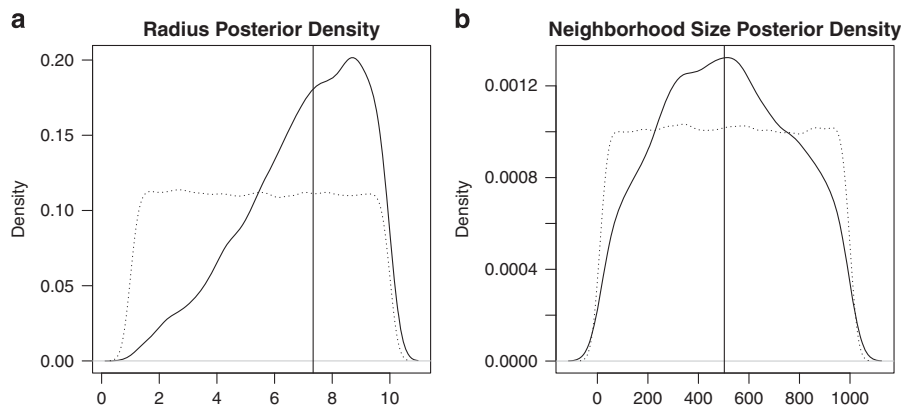 a
Radius Posterior Density
Density
0.20
0.15
0.10
0.05
0.00
0 2 4 6 8 10
b
Neighborhood Size Posterior Density
Density
0.0012
0.0008
0.0004
0.0000
0 200 400 600 800 1000